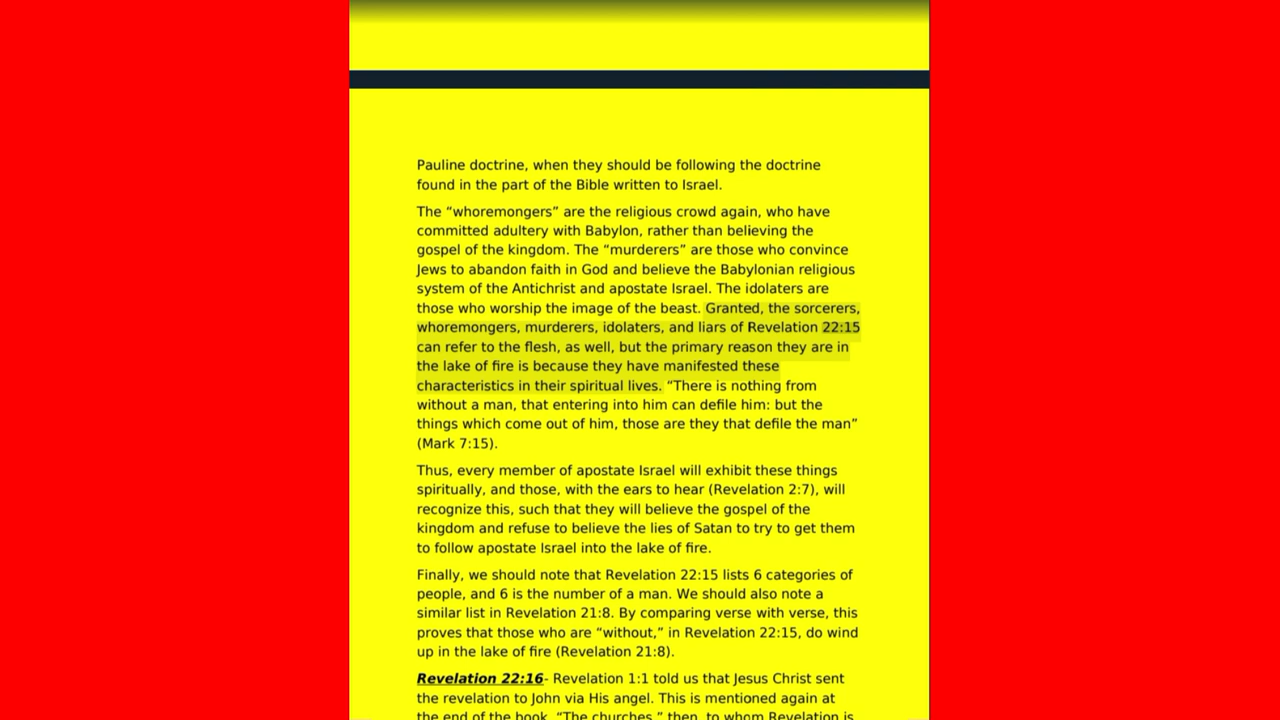 Pauline doctrine, when they should be following the doctrine
found in the part of the Bible written to Israel.
The “whoremongers” are the religious crowd again, who have
committed adultery with Babylon, rather than believing the
gospel of the kingdom. The “murderers” are those who convince
Jews to abandon faith in God and believe the Babylonian religious
system of the Antichrist and apostate Israel. The idolaters are
those who worship the image of the beast. Granted, the sorcerers,
whoremongers, murderers, idolaters, and liars of Revelation 22:15
can refer to the flesh, as well, but the primary reason they are in
the lake of fire is because they have manifested these
characteristics in their spiritual lives. “There is nothing from
without a man, that entering into him can defile him: but the
things which come out of him, those are they that defile the man”
(Mark 7:15).
Thus, every member of apostate Israel will exhibit these things
spiritually, and those, with the ears to hear (Revelation 2:7), will
recognize this, such that they will believe the gospel of the
kingdom and refuse to believe the lies of Satan to try to get them
to follow apostate Israel into the lake of fire.
Finally, we should note that Revelation 22:15 lists 6 categories of
people, and 6 is the number of a man. We should also note a
similar list in Revelation 21:8. By comparing verse with verse, this
proves that those who are “without,” in Revelation 22:15, do wind
up in the lake of fire (Revelation 21:8).
Revelation 22:16- Revelation 1:1 told us that Jesus Christ sent
the revelation to John via His angel. This is mentioned again at
the end of the book. “The churches,” then, to whom Revelation is